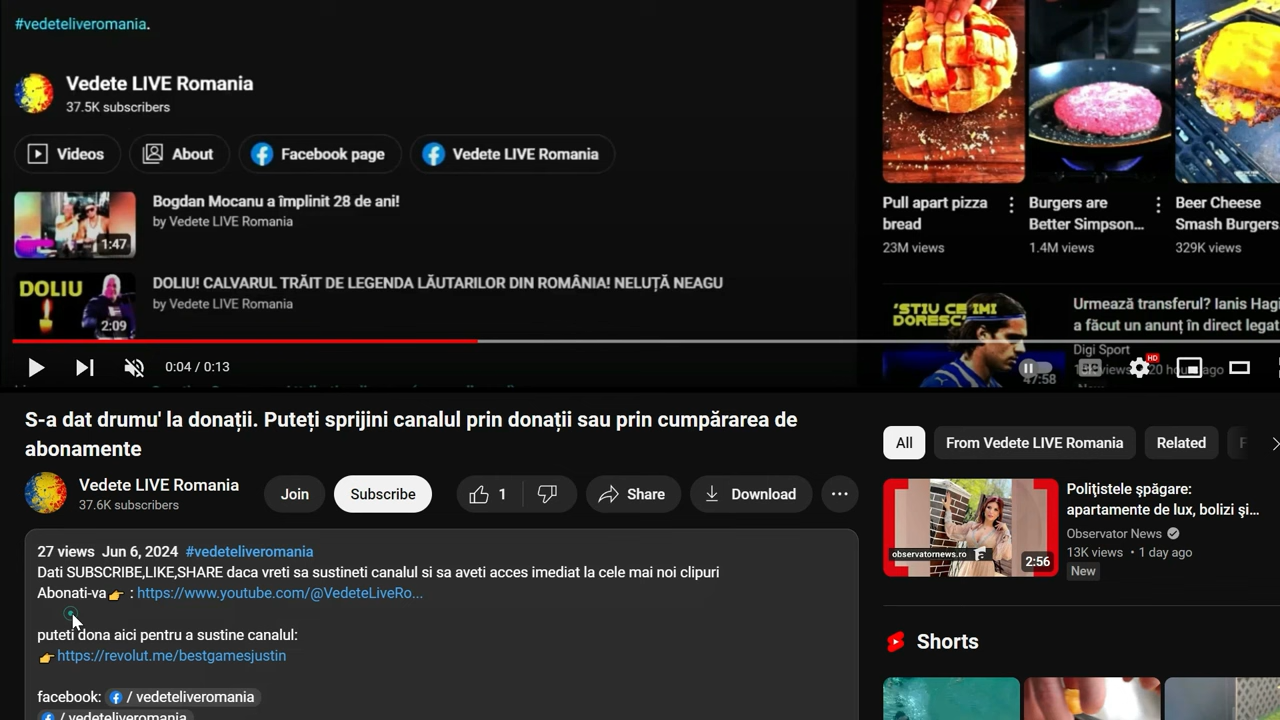 #vedeteliveromania.
Vedete LIVE Romania
37.5K subscribers
Videos
About
Facebook page
Vedete LIVE Romania
1:47
Bogdan Mocanu a împlinit 28 de ani!
by Vedete LIVE Romania
DOLIU
2:09
DOLIU! CALVARUL TRĂIT DE LEGENDA LĂUTARILOR DIN ROMÂNIA! NELUȚĂ NEAGU
by Vedete LIVE Romania
0:04 / 0:13
Pull apart pizza
bread
23M views
Burgers are
Better Simpson...
1.4M views
Beer Cheese
Smash Burgers
329K views
'STIU CE IMI
DORESC'
47:58
Urmează transferul? Ianis Hagi
a făcut un anunț în direct legat
Digi Sport
20 hours ago
HD
S-a dat drumu' la donații. Puteți sprijini canalul prin donații sau prin cumpărarea de
abonamente
Vedete LIVE Romania
37.6K subscribers
Join
Subscribe
1
Share
Download
27 views Jun 6, 2024 #vedeteliveromania
Dati SUBSCRIBE,LIKE,SHARE daca vreti sa sustineti canalul si sa aveti acces imediat la cele mai noi clipuri
Abonati-va👉 : https://www.youtube.com/@VedeteLiveRo...
puteti dona aici pentru a sustine canalul:
👉https://revolut.me/bestgamesjustin
facebook: / vedeteliveromania
/ vedeteliveromania
All
From Vedete LIVE Romania
Related
observatornews.ro
2:56
Polițistele șpăgare:
apartamente de lux, bolizi și...
Observator News
13K views • 1 day ago
New
Shorts